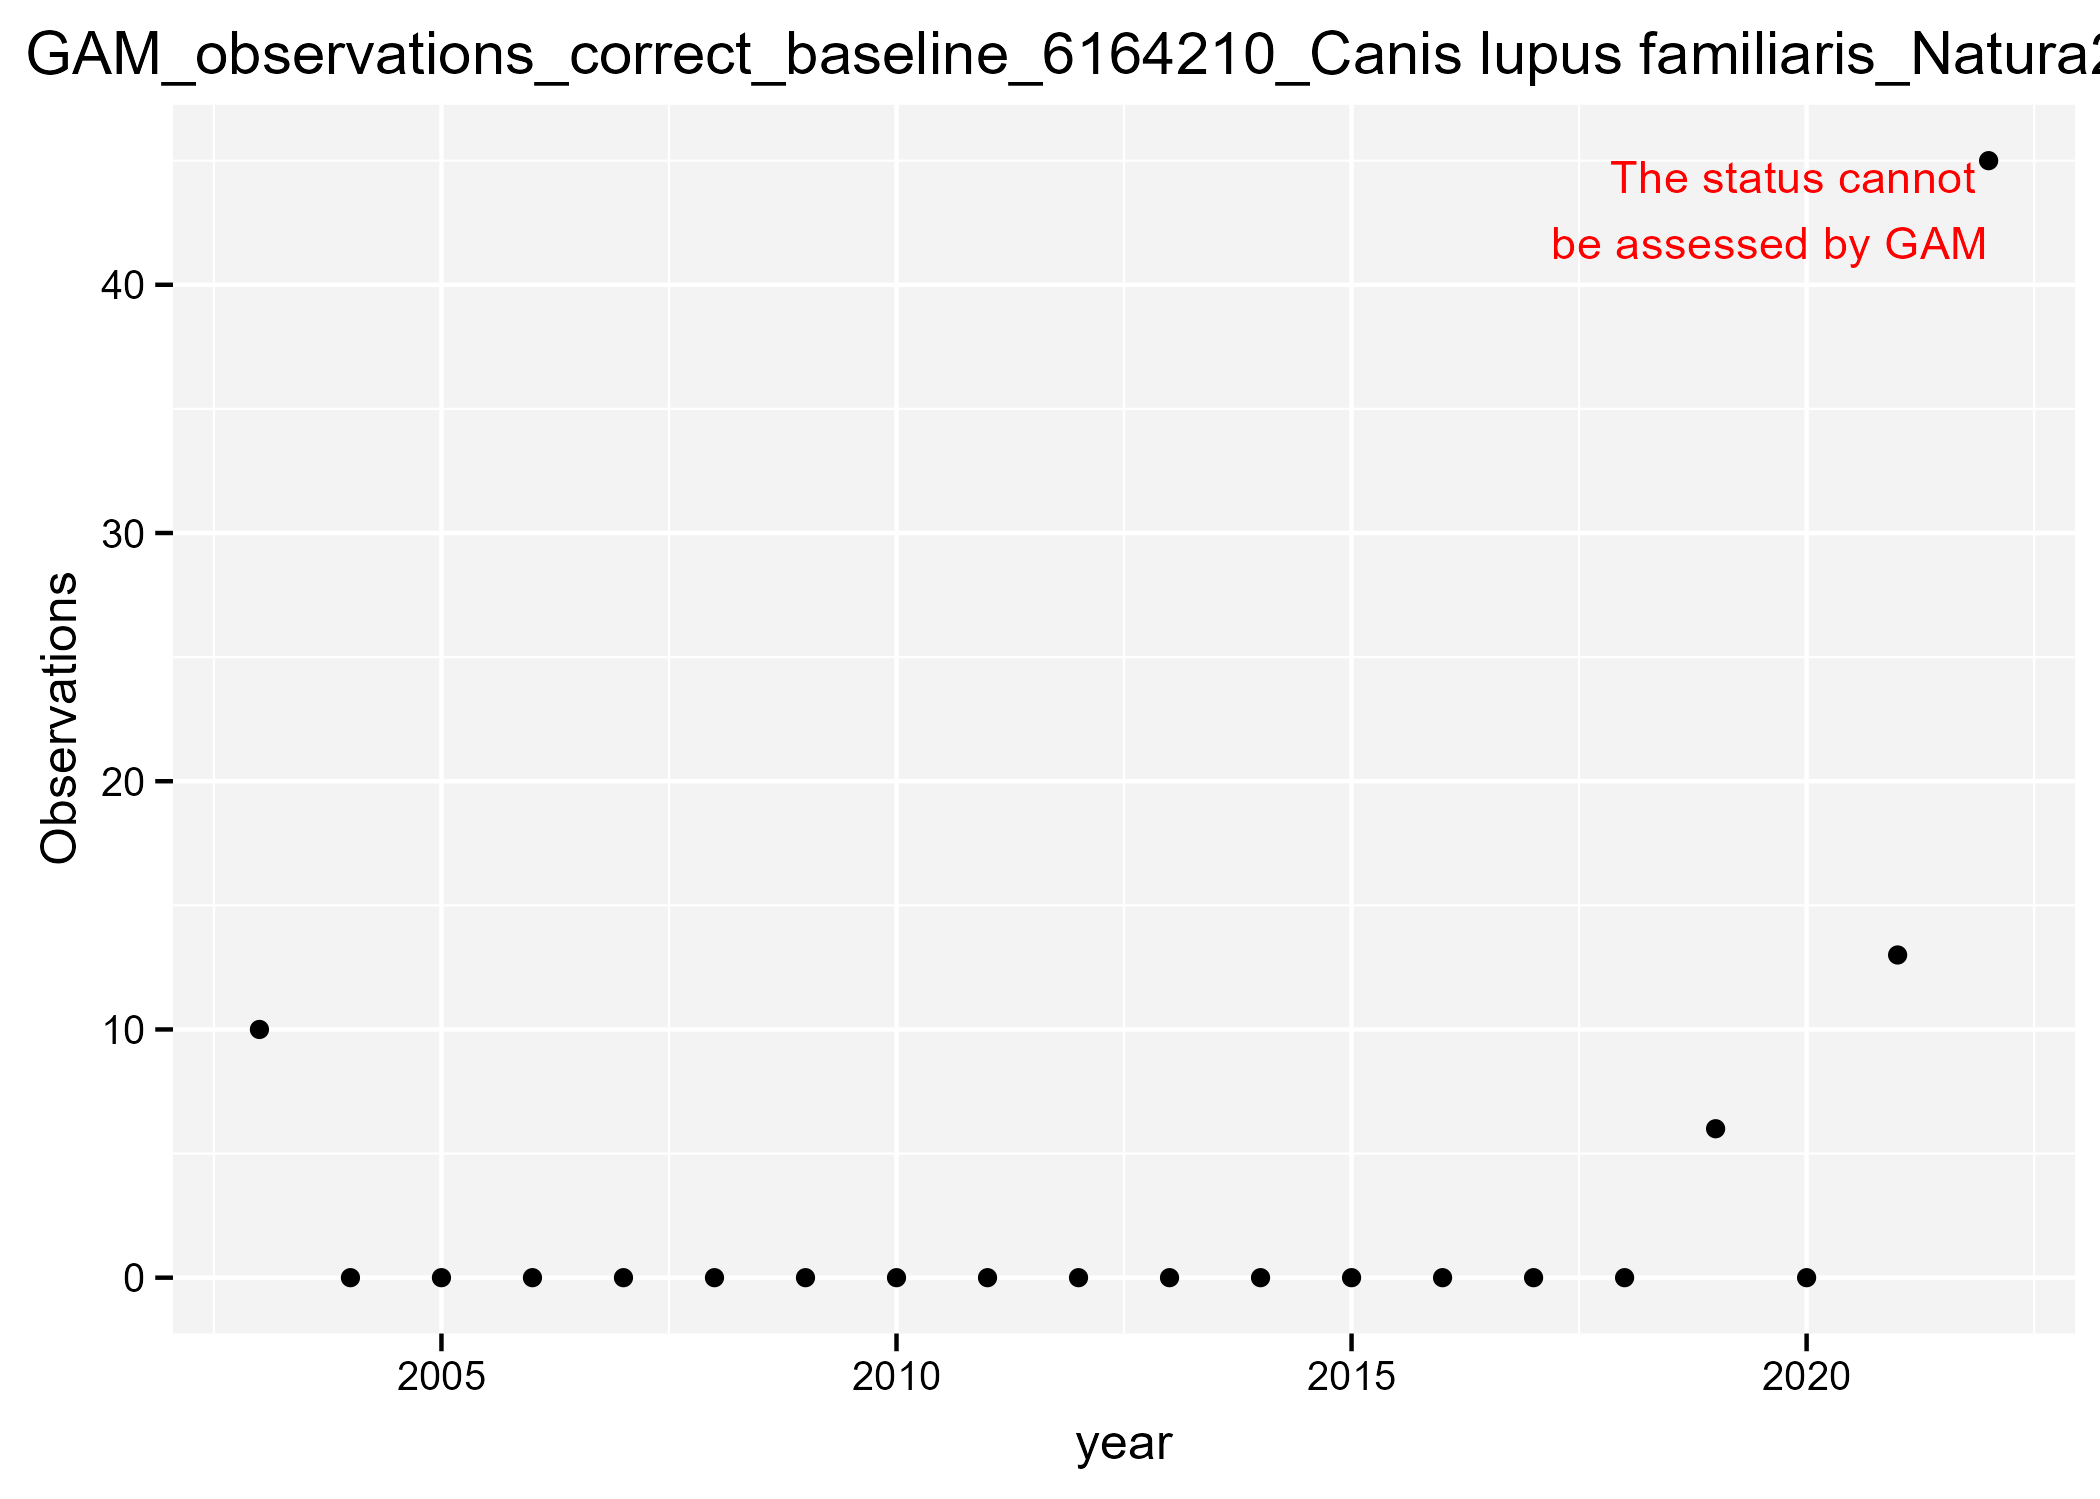 GAM_observations_correct_baseline_6164210_Canis lupus familiaris_Natura2
The status cannot
be assessed by GAM
40
30
20
10
0
Observations
2005 2010 2015 2020
year